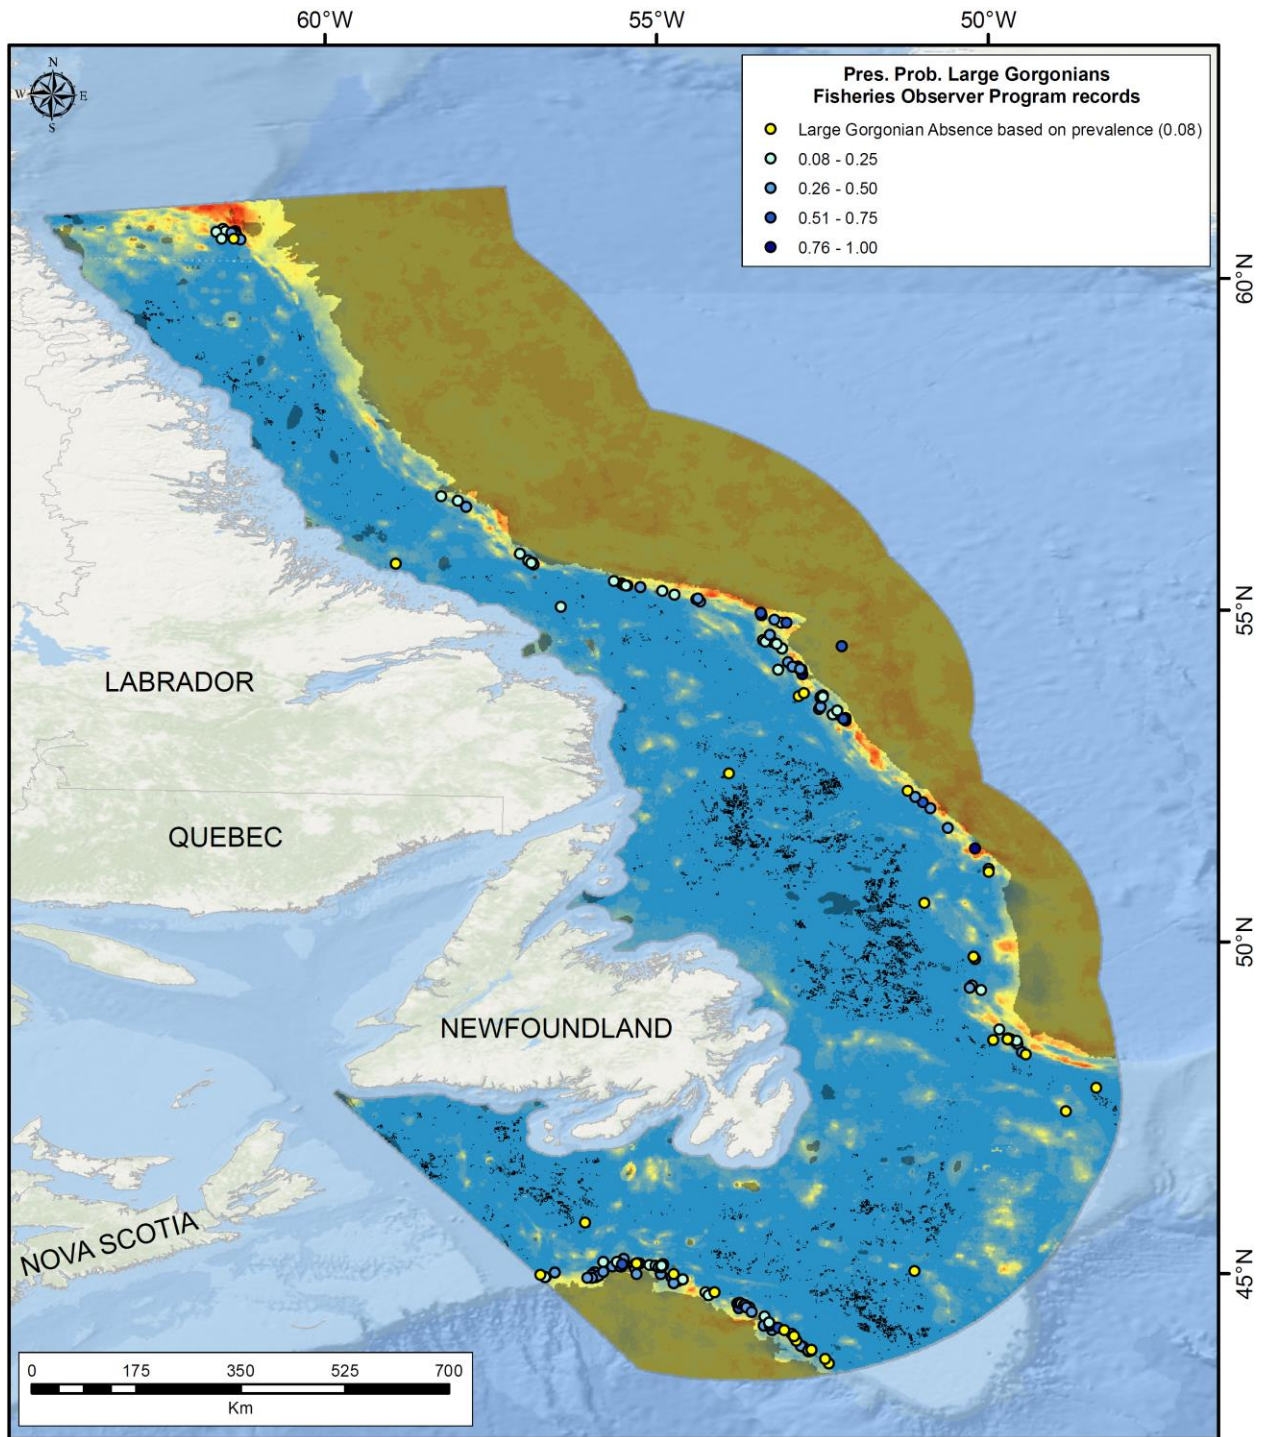 60°W 55°W 50°W
N
W E
S
Pres. Prob. Large Gorgonians
Fisheries Observer Program records
Large Gorgonian Absence based on prevalence (0.08)
0.08 - 0.25
0.26 - 0.50
0.51 - 0.75
0.76 - 1.00
60°N
55°N
LABRADOR
QUEBEC
50°N
NEWFOUNDLAND
NOVA SCOTIA
45°N
0 175 350 525 700
Km